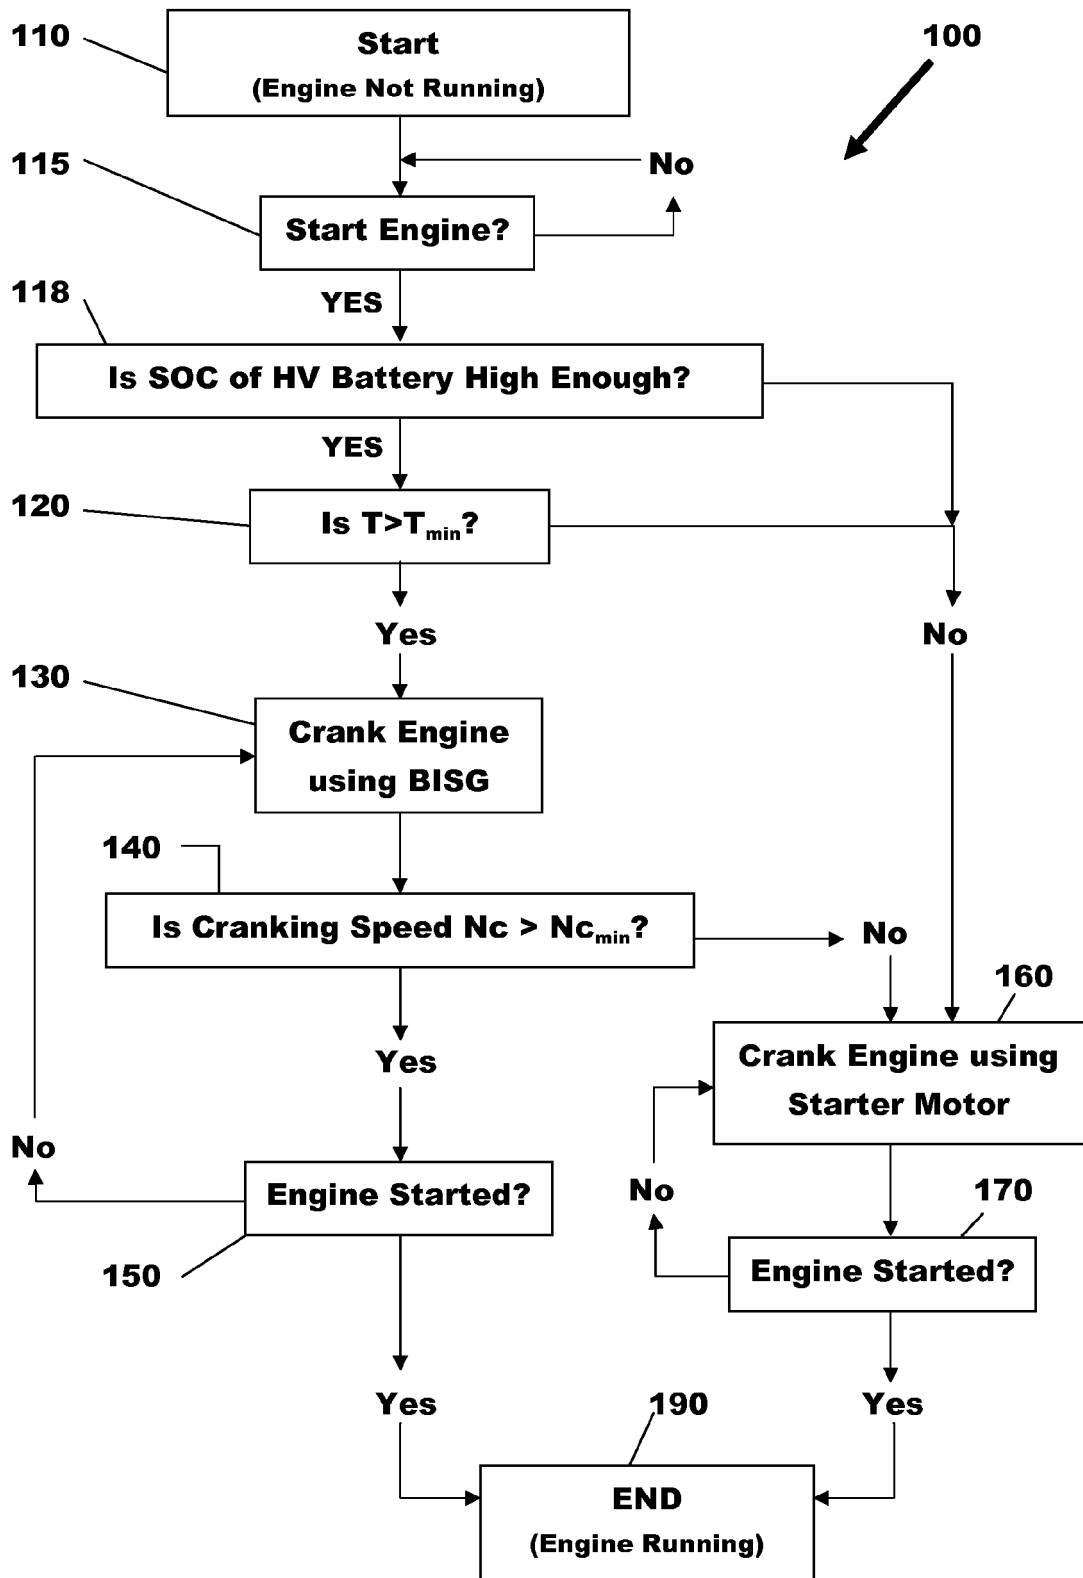 110
Start
(Engine Not Running)
100
115
No
Start Engine?
118
YES
Is SOC of HV Battery High Enough?
YES
120
Is T>Tmin?
Yes
No
130
Crank Engine
using BISG
140
Is Cranking Speed Nc > Ncmin?
No
160
Yes
Crank Engine using
Starter Motor
No
Engine Started?
No
170
150
Engine Started?
Yes
190
Yes
END
(Engine Running)